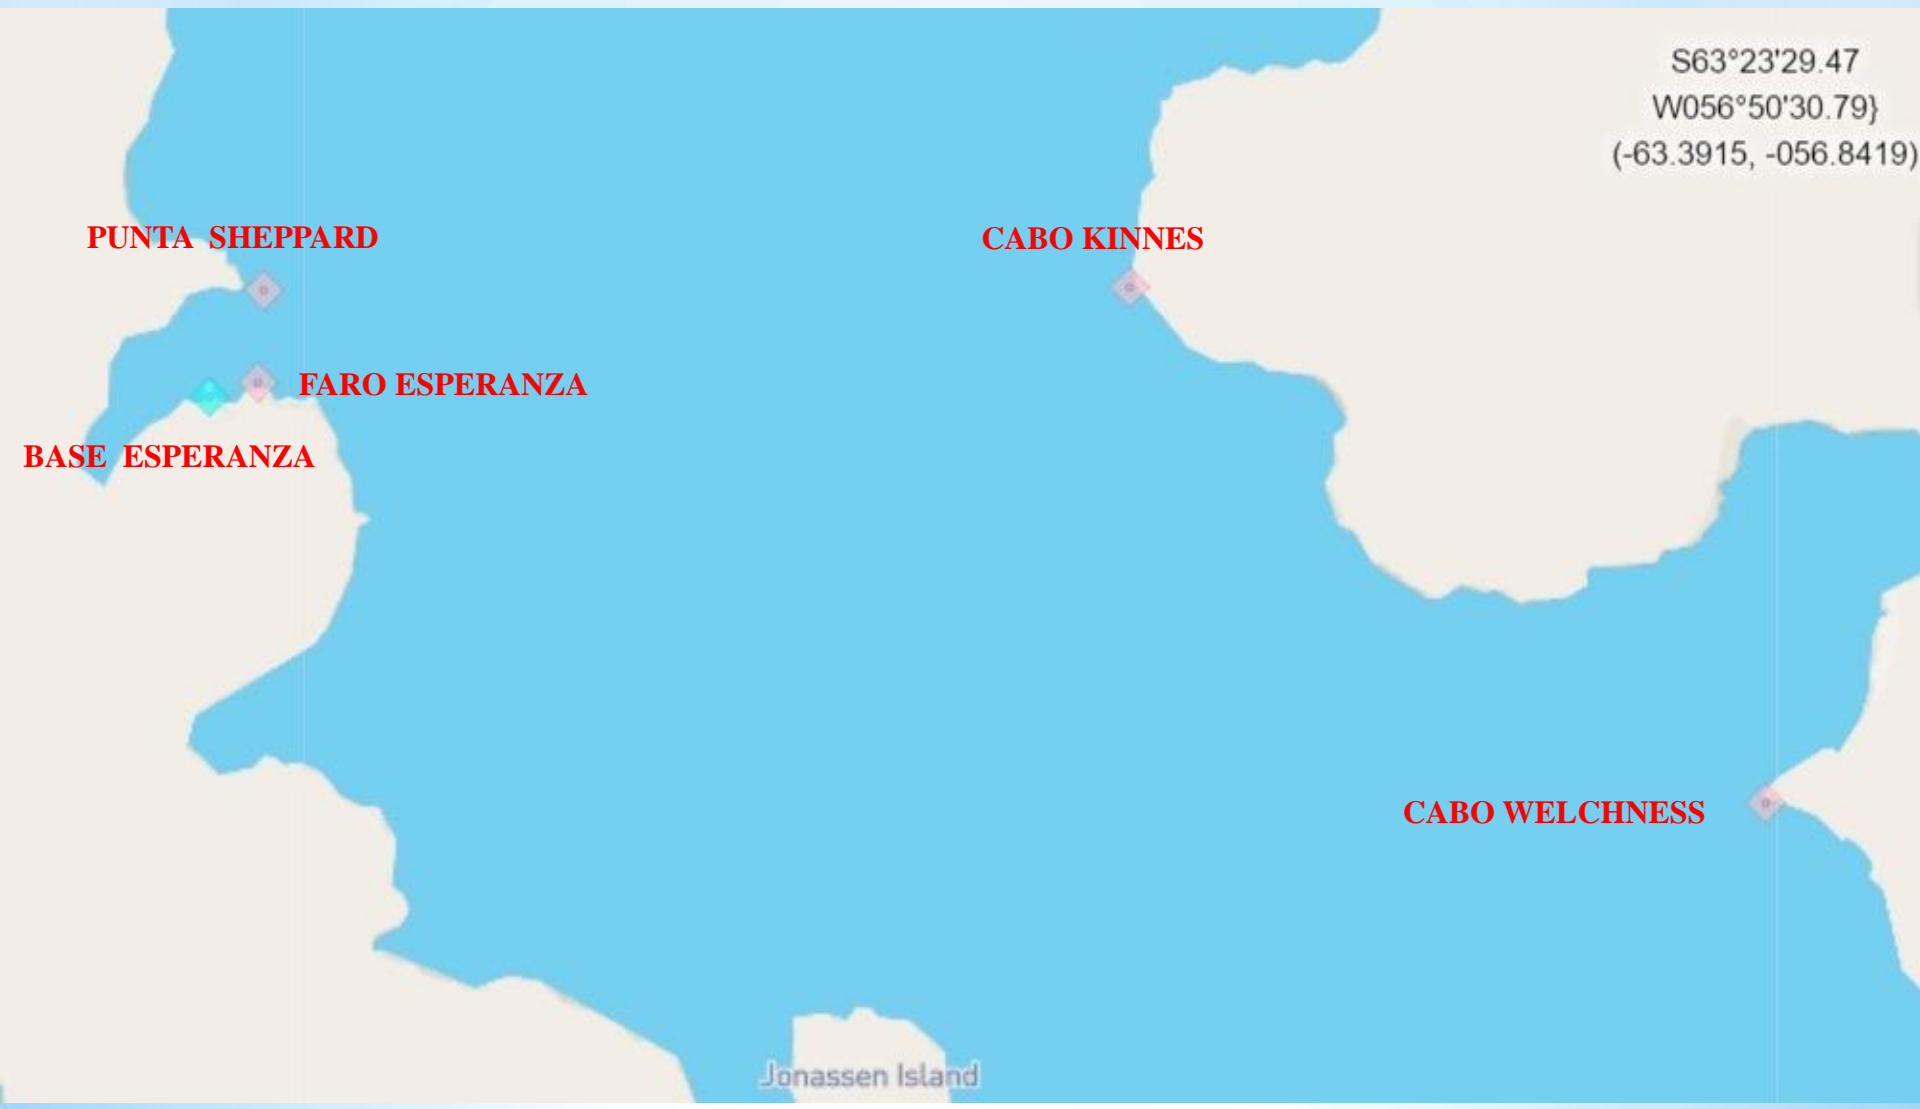 S63°23'29.47
W056°50'30.79}
(-63.3915, -056.8419)
PUNTA SHEPPARD
CABO KINNES
FARO ESPERANZA
BASE ESPERANZA
CABO WELCHNESS
Jonassen Island